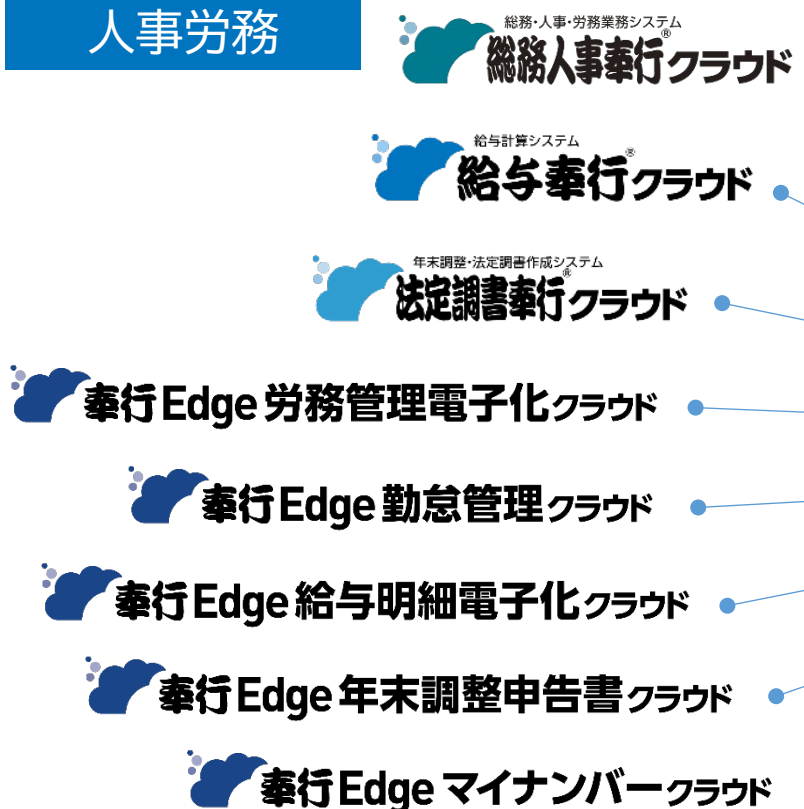 人事労務
総務・人事・労務業務システム
総務人事奉行®クラウド
給与計算システム
給与奉行®クラウド
年末調整・法定調書作成システム
法定調書奉行®クラウド
奉行Edge 労務管理電子化クラウド
奉行Edge 勤怠管理クラウド
奉行Edge 給与明細電子化クラウド
奉行Edge 年末調整申告書クラウド
奉行Edge マイナンバークラウド